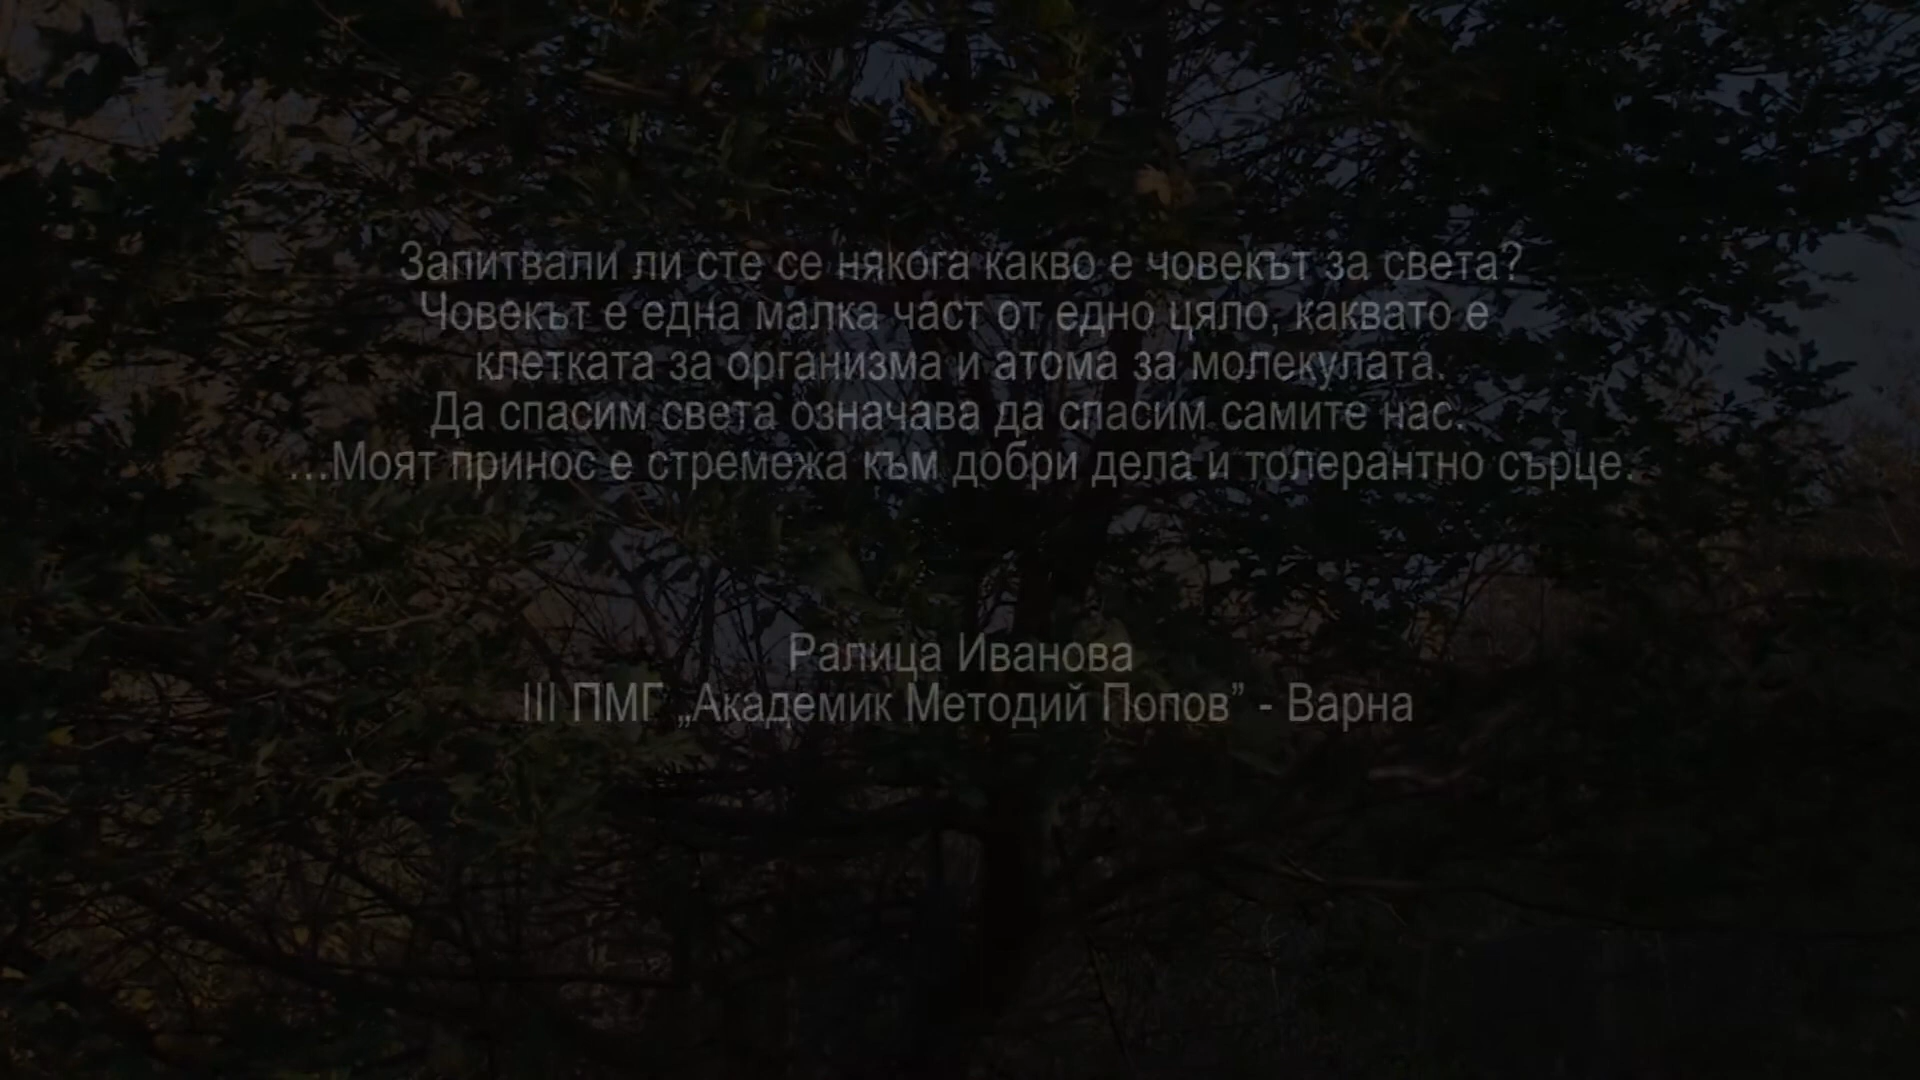 Запитвали ли сте се някога какво е човекът за света?
Човекът е една малка част от едно цяло, каквато е
клетката за организма и атома за молекулата.
Да спасим света означава да спасим самите нас.
...Моят принос е стремежа към добри дела и толерантно сърце.
Ралица Иванова
III ПМГ „Академик Методий Попов” - Варна